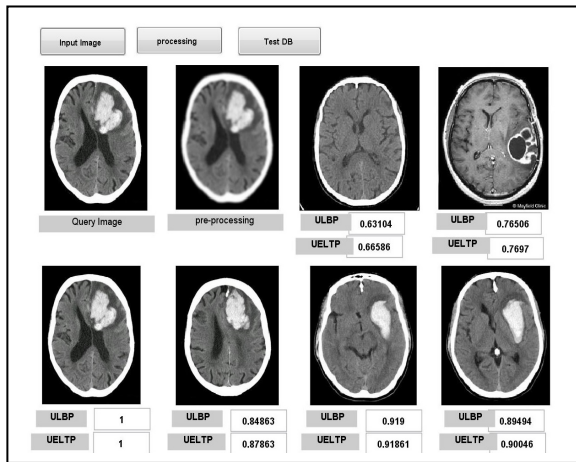 Input Image processing Test DB
© Mayfield Clinic
Query Image pre-processing
ULBP 0.63104 ULBP 0.76506
UELTP 0.66586 UELTP 0.7697
ULBP 1 ULBP 0.84863 ULBP 0.919 ULBP 0.89494
UELTP 1 UELTP 0.87863 UELTP 0.91861 UELTP 0.90046